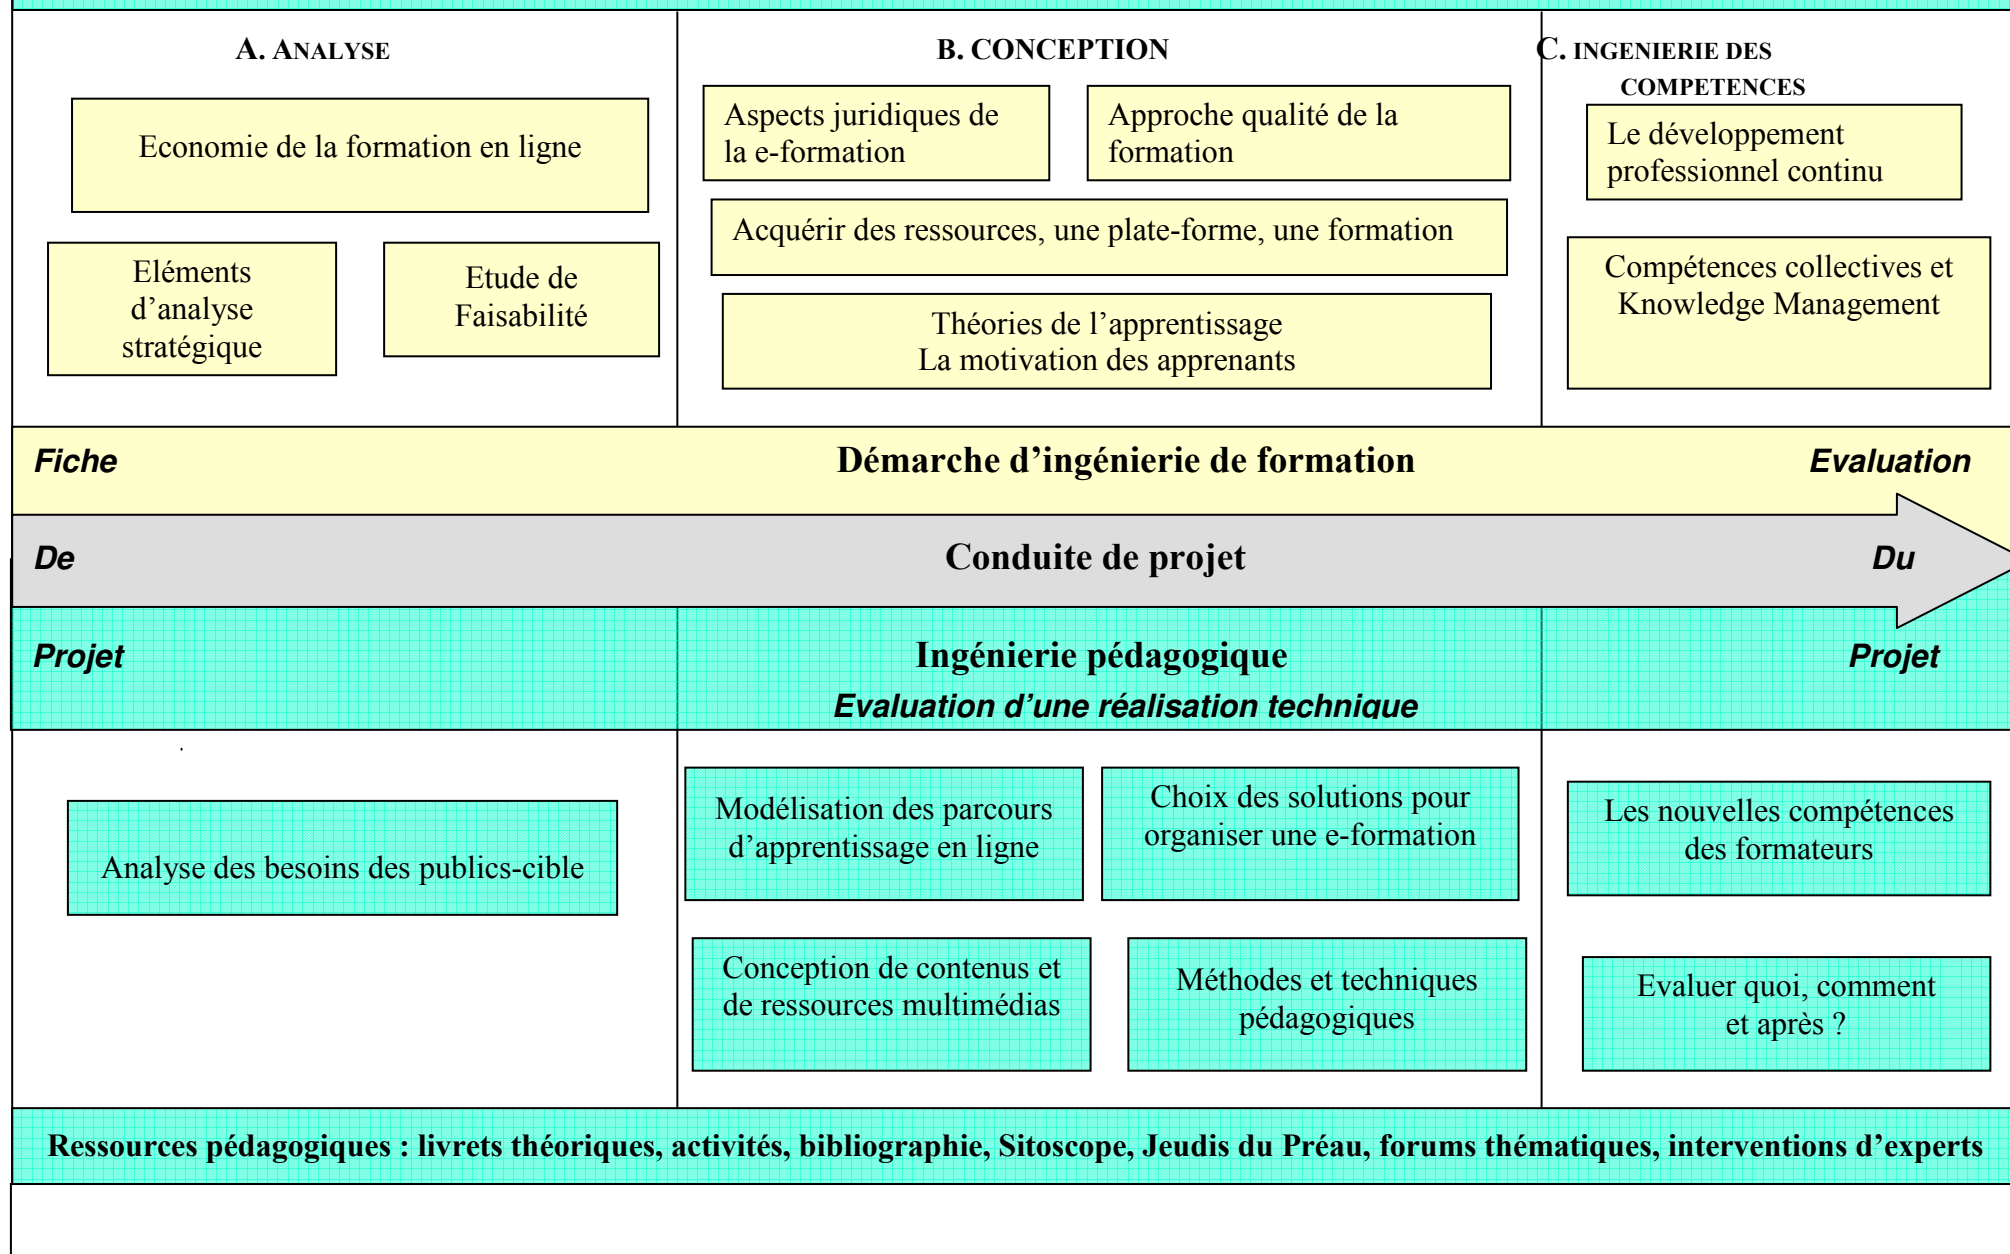 A. ANALYSE
B. CONCEPTION
C. INGENIERIE DES
COMPETENCES
Economie de la formation en ligne
Eléments
d’analyse
stratégique
Etude de
Faisabilité
Aspects juridiques de
la e-formation
Approche qualité de la
formation
Acquérir des ressources, une plate-forme, une formation
Théories de l’apprentissage
La motivation des apprenants
Le développement
professionnel continu
Compétences collectives et
Knowledge Management
Fiche Démarche d’ingénierie de formation Evaluation
De Conduite de projet Du
Projet Ingénierie pédagogique Projet
Evaluation d’une réalisation technique
Analyse des besoins des publics-cible
Modélisation des parcours
d’apprentissage en ligne
Choix des solutions pour
organiser une e-formation
Conception de contenus et
de ressources multimédias
Méthodes et techniques
pédagogiques
Les nouvelles compétences
des formateurs
Evaluer quoi, comment
et après ?
Ressources pédagogiques : livrets théoriques, activités, bibliographie, Sitoscope, Jeudis du Préau, forums thématiques, interventions d’experts